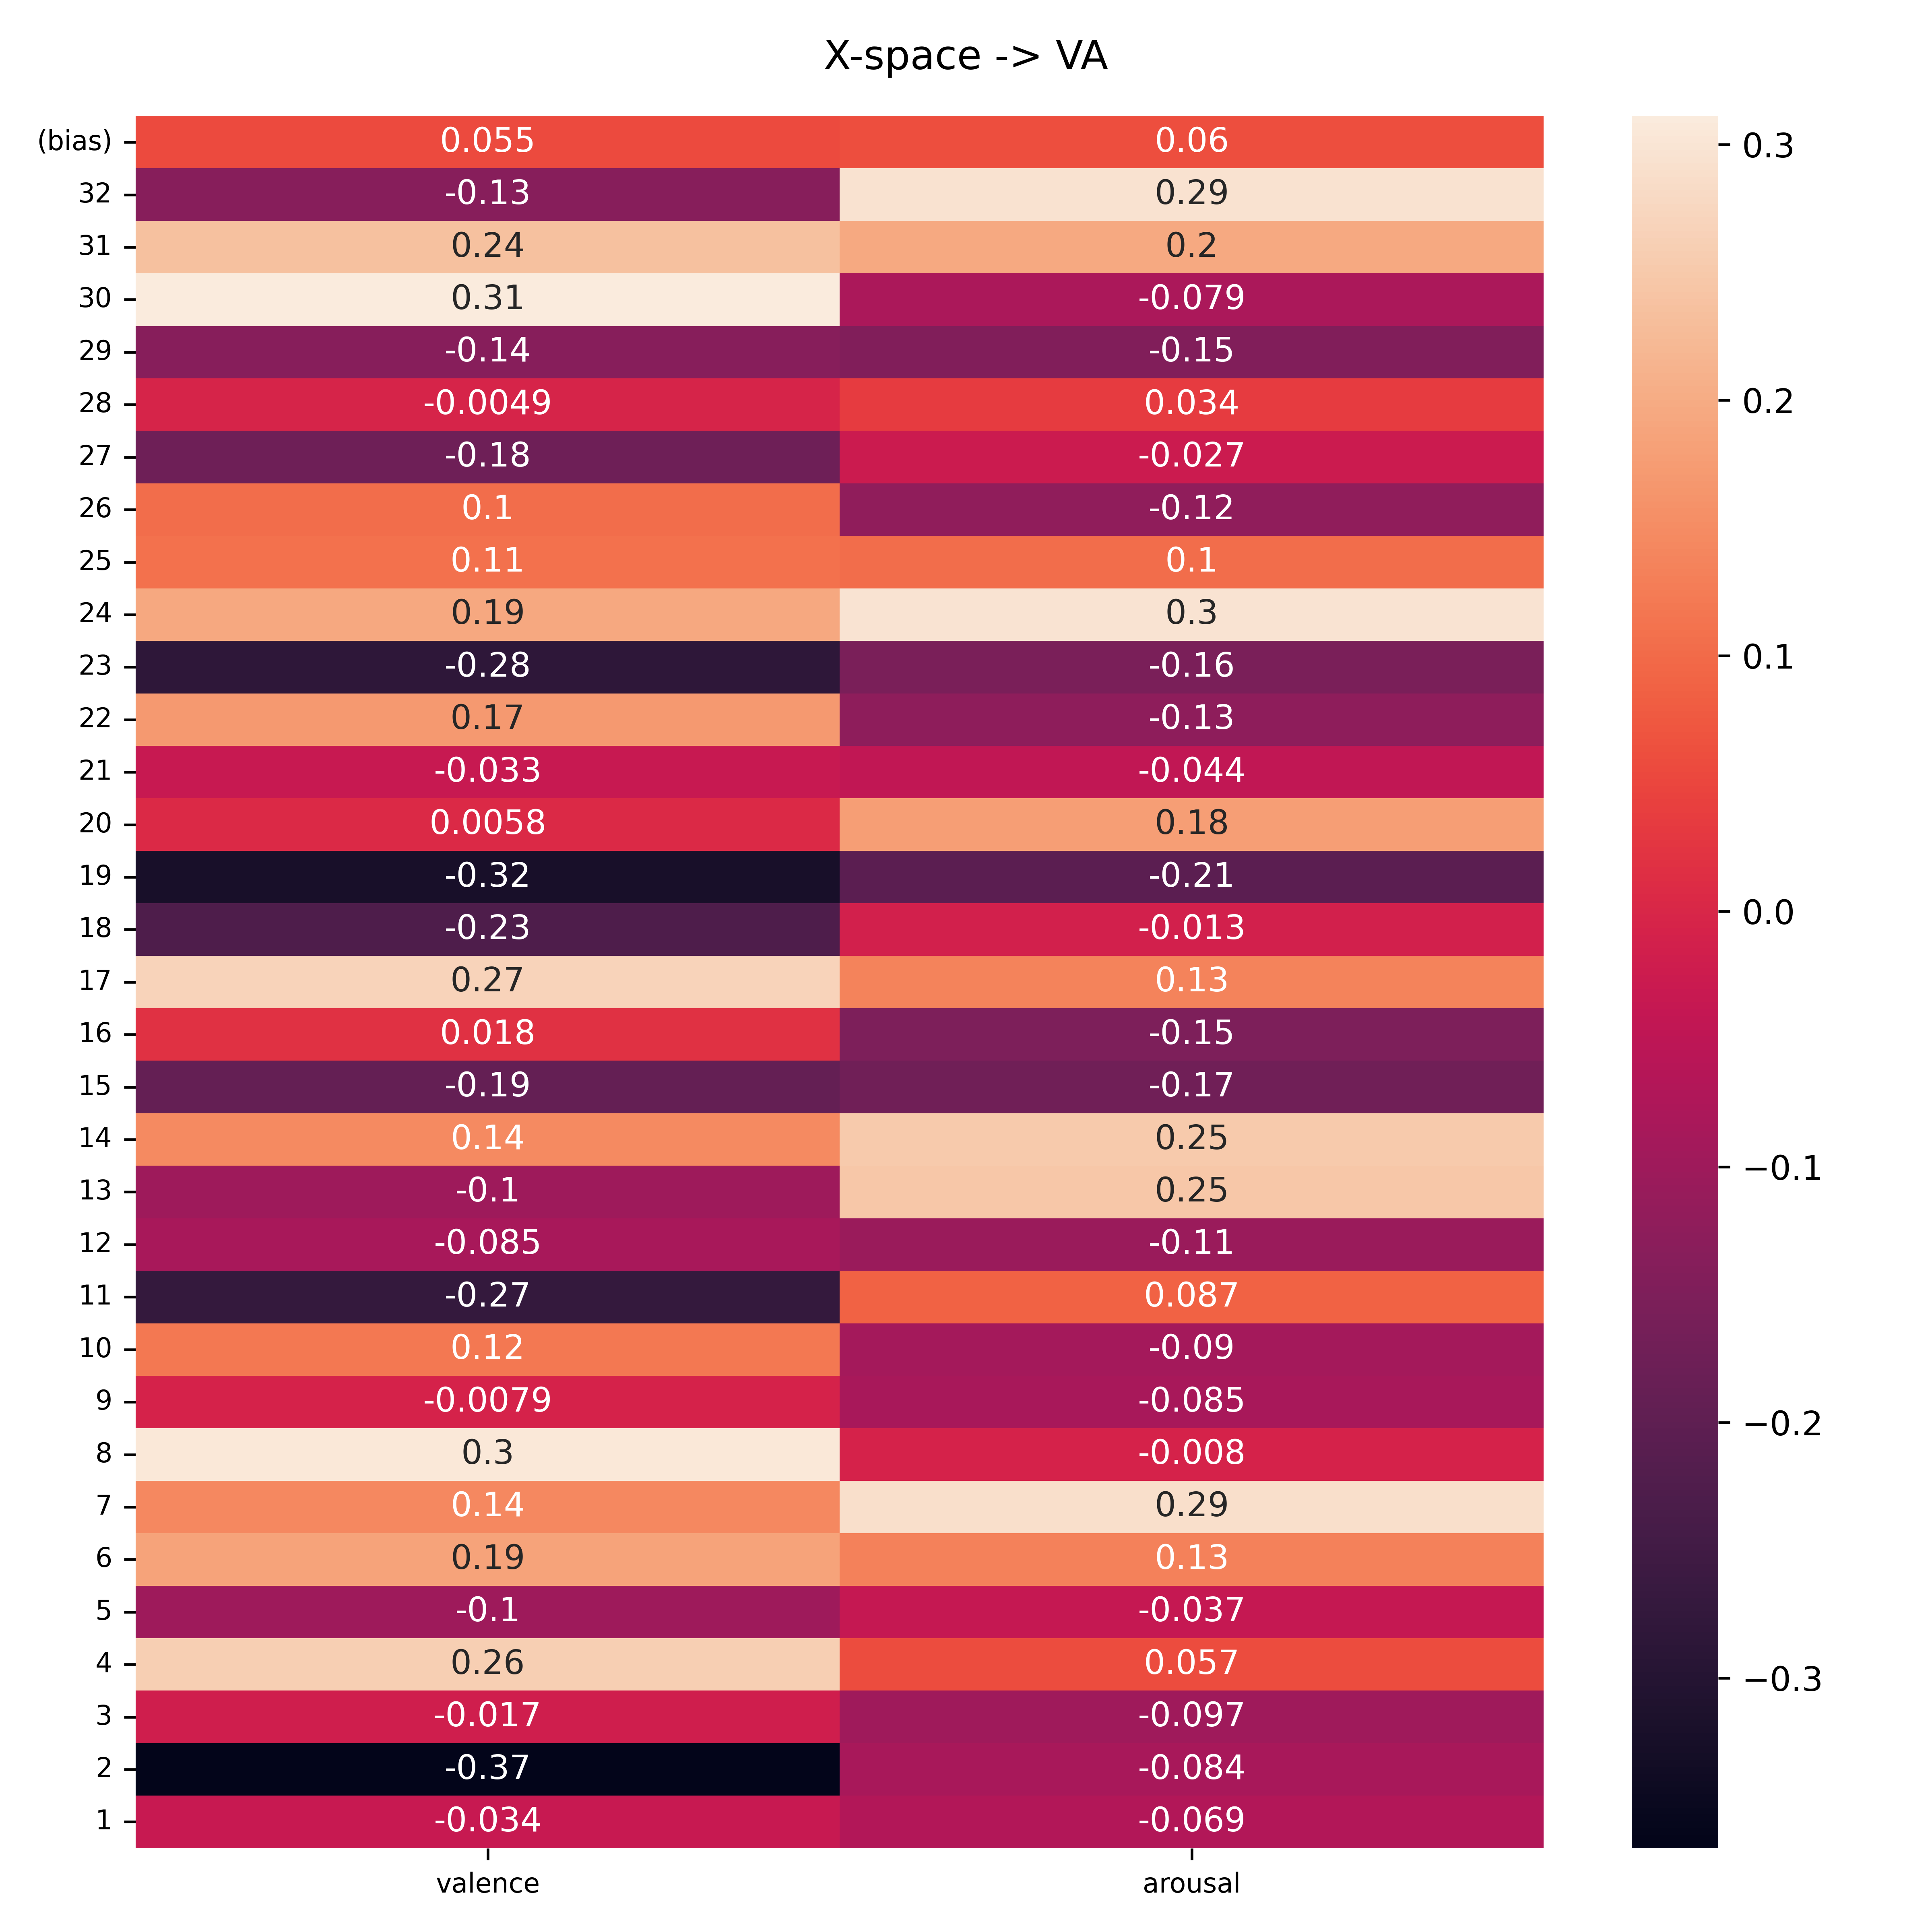 X-space -> VA
(bias) 0.055 0.06 0.3
32 -0.13 0.29
31 0.24 0.2
30 0.31 -0.079
29 -0.14 -0.15
28 -0.0049 0.034 0.2
27 -0.18 -0.027
26 0.1 -0.12
25 0.11 0.1
24 0.19 0.3
23 -0.28 -0.16 0.1
22 0.17 -0.13
21 -0.033 -0.044
20 0.0058 0.18
19 -0.32 -0.21
18 -0.23 -0.013 0.0
17 0.27 0.13
16 0.018 -0.15
15 -0.19 -0.17
14 0.14 0.25
13 -0.1 0.25 −0.1
12 -0.085 -0.11
11 -0.27 0.087
10 0.12 -0.09
9 -0.0079 -0.085
8 0.3 -0.008 −0.2
7 0.14 0.29
6 0.19 0.13
5 -0.1 -0.037
4 0.26 0.057 −0.3
3 -0.017 -0.097
2 -0.37 -0.084
1 -0.034 -0.069
valence arousal